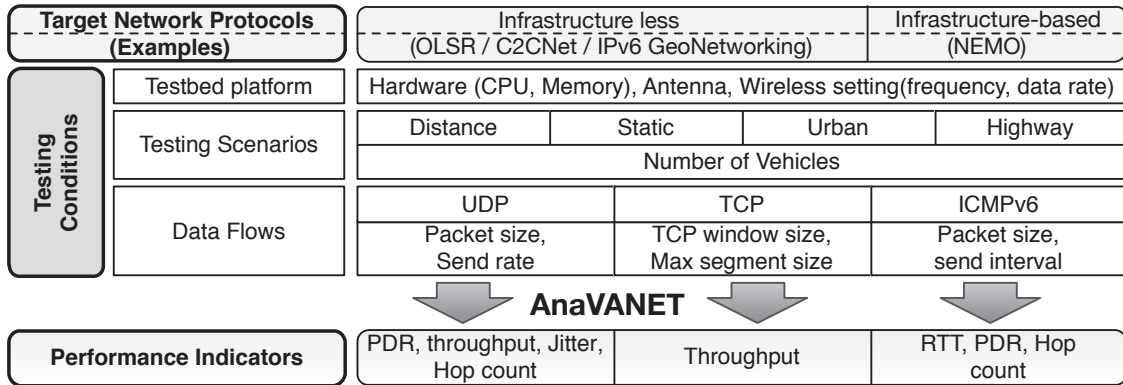 Target Network Protocols
(Examples)
Infrastructure less
(OLSR / C2CNet / IPv6 GeoNetworking)
Infrastructure-based
(NEMO)
Testing
Conditions
Testbed platform
Hardware (CPU, Memory), Antenna, Wireless setting(frequency, data rate)
Testing Scenarios
Distance
Static
Urban
Highway
Number of Vehicles
Data Flows
UDP
TCP
ICMPv6
Packet size,
Send rate
TCP window size,
Max segment size
Packet size,
send interval
AnaVANET
Performance Indicators
PDR, throughput, Jitter,
Hop count
Throughput
RTT, PDR, Hop
count